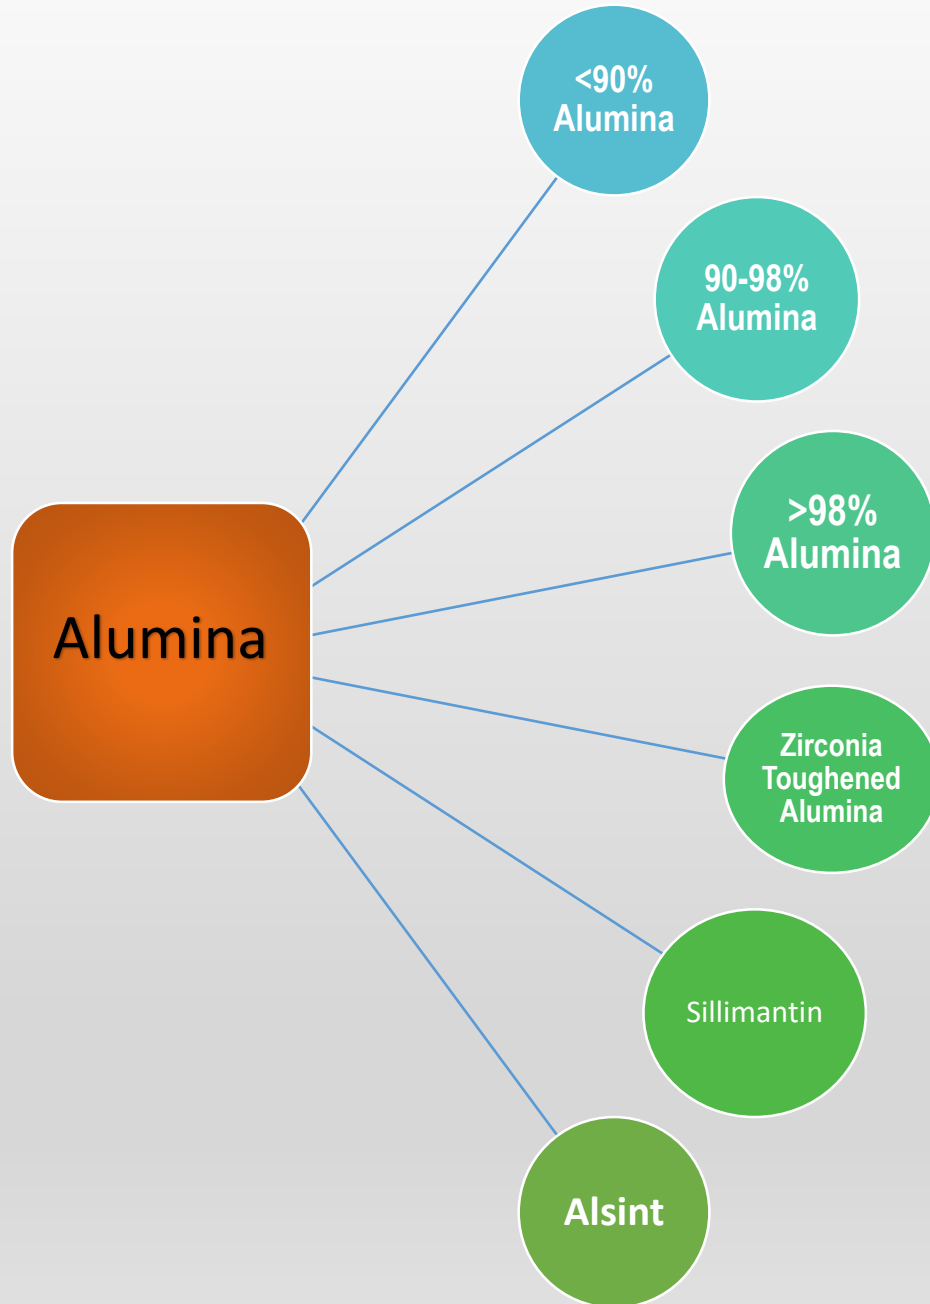 <90%
Alumina
90-98%
Alumina
>98%
Alumina
Alumina
Zirconia
Toughened
Alumina
Sillimantin
Alsint